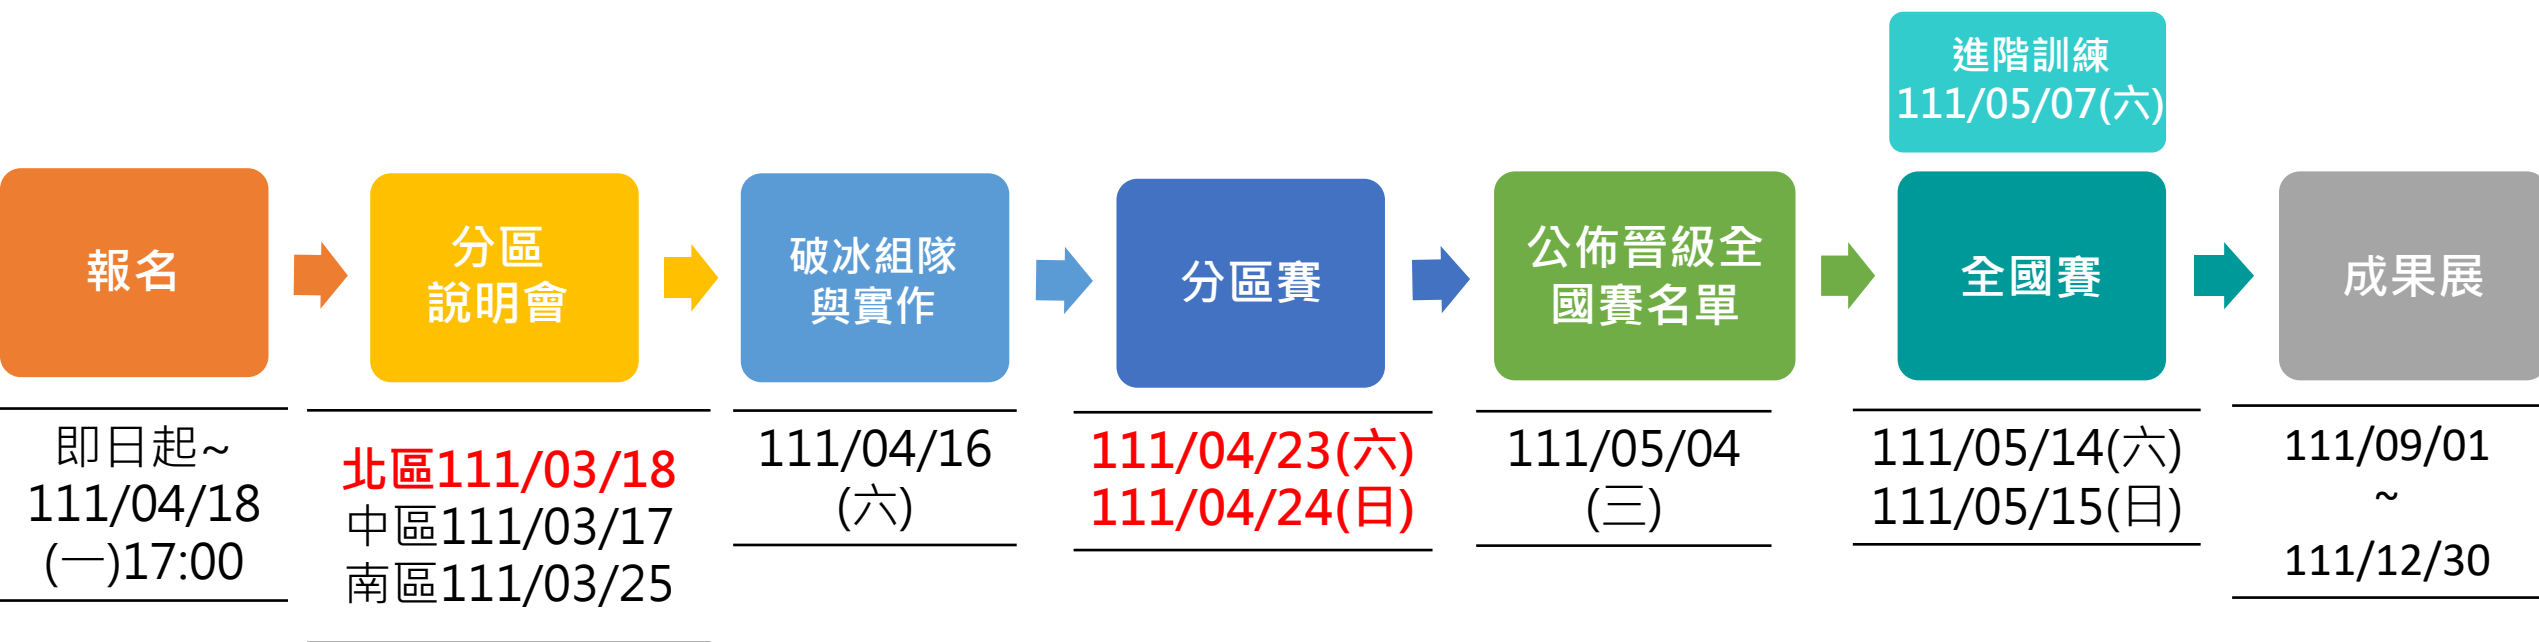 進階訓練
111/05/07(六)
報名
分區
說明會
破冰組隊
與實作
分區賽
公佈晉級全
國賽名單
全國賽
成果展
即日起~
111/04/18
(一)17:00
北區111/03/18
中區111/03/17
南區111/03/25
111/04/16
(六)
111/04/23(六)
111/04/24(日)
111/05/04
(三)
111/05/14(六)
111/05/15(日)
111/09/01
~
111/12/30